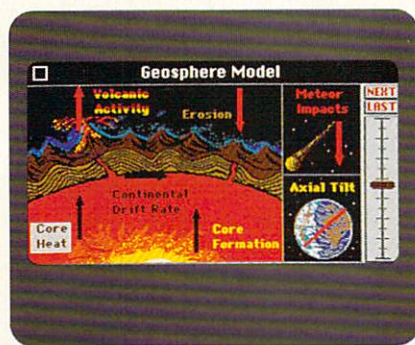 Geosphere Model
Volcanic
Activity
Erosion
Meteor
Impacts
NEXT
LAST
Continental
Drift Rate
Axial Tilt
Core
Heat
Core
Formation